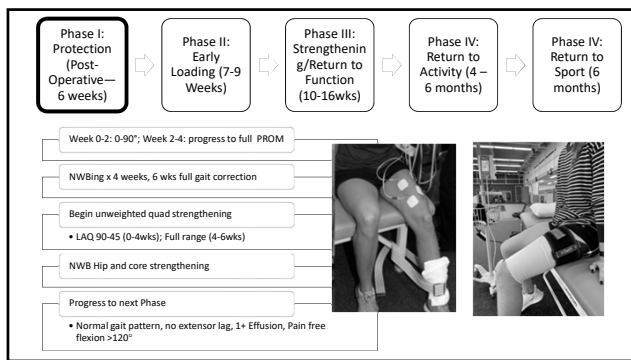 Phase I:
Protection
(Post-
Operative—
6 weeks)
Phase II:
Early
Loading (7-9
Weeks)
Phase III:
Strengthenin
g/Return to
Function
(10-16wks)
Phase IV:
Return to
Activity (4 –
6 months)
Phase IV:
Return to
Sport (6
months)
Week 0-2: 0-90°; Week 2-4: progress to full PROM
NWBing x 4 weeks, 6 wks full gait correction
Begin unweighted quad strengthening
• LAQ 90-45 (0-4wks); Full range (4-6wks)
NWB Hip and core strengthening
Progress to next Phase
• Normal gait pattern, no extensor lag, 1+ Effusion, Pain free
flexion >120°